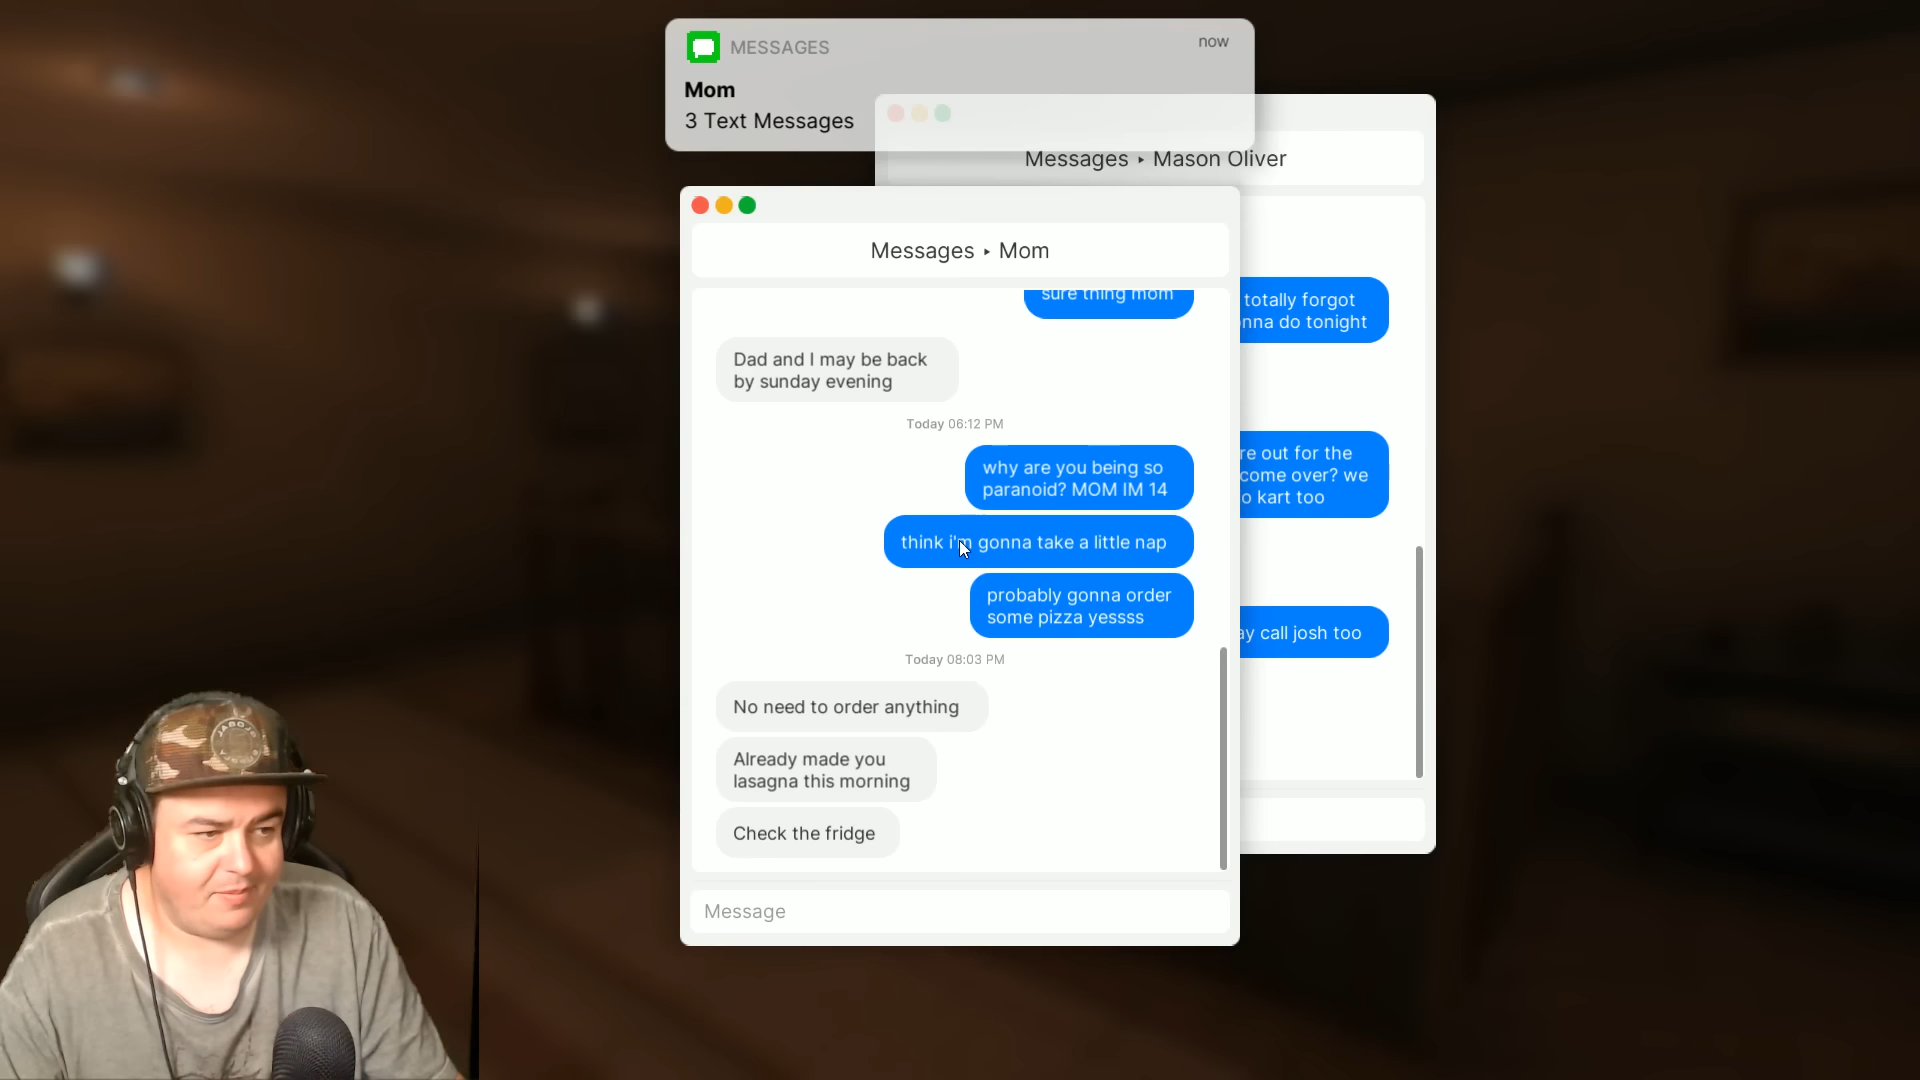 MESSAGES
now
Mom
3 Text Messages
Messages ‣ Mason Oliver
Messages ‣ Mom
sure thing mom
Dad and I may be back
by sunday evening
Today 06:12 PM
why are you being so
paranoid? MOM IM 14
think i'm gonna take a little nap
probably gonna order
some pizza yessss
Today 08:03 PM
No need to order anything
Already made you
lasagna this morning
Check the fridge
Message
totally forgot
nna do tonight
re out for the
come over? we
o kart too
ay call josh too